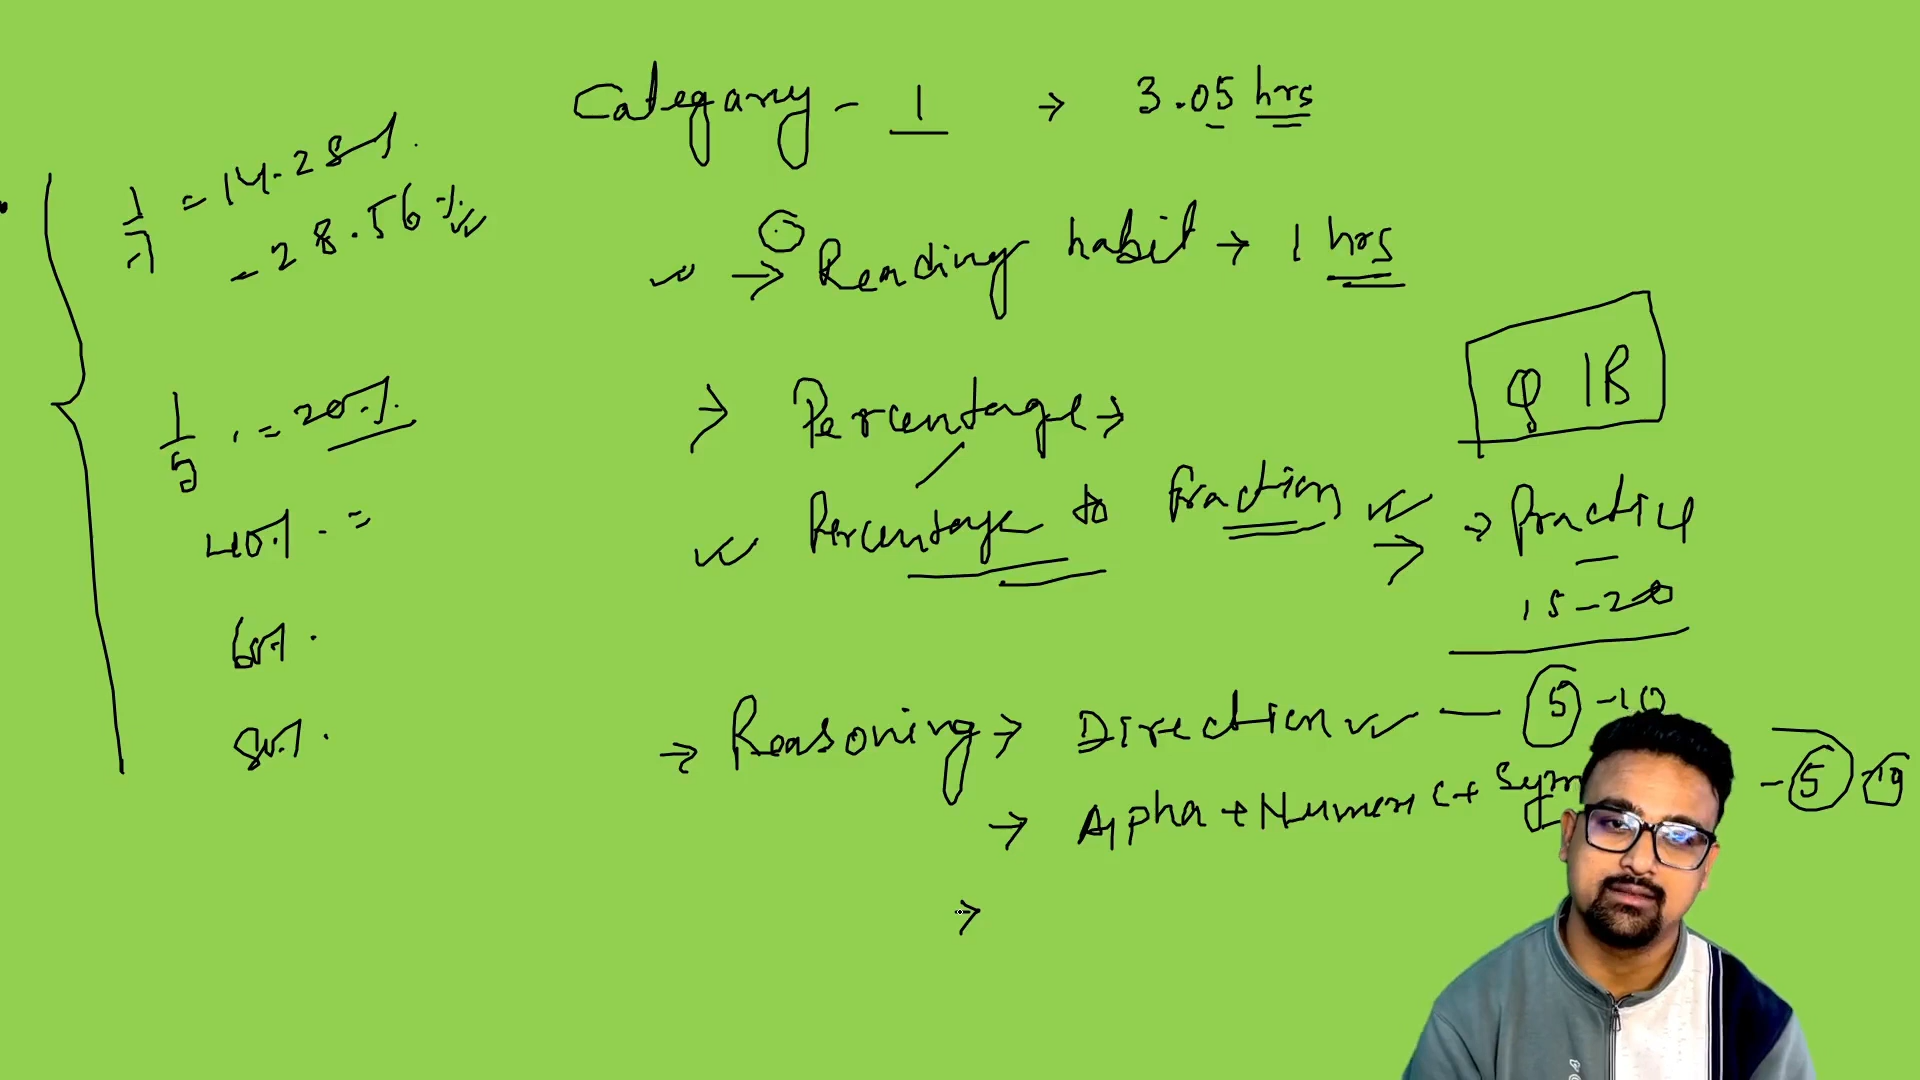 Category - 1 → 3.05 hrs
1/7 = 14.28%.
= 28.56%
→ Reading habit → 1 hrs
1/5 . = 20%.
40%. =
60%.
80%.
→ Percentage →
Percentage to fraction
Q 1B
→ → Practice
15-20
→ Reasoning → Direction — 5-10
→ Alpha + Numeric + Sym - 5 - 10
→